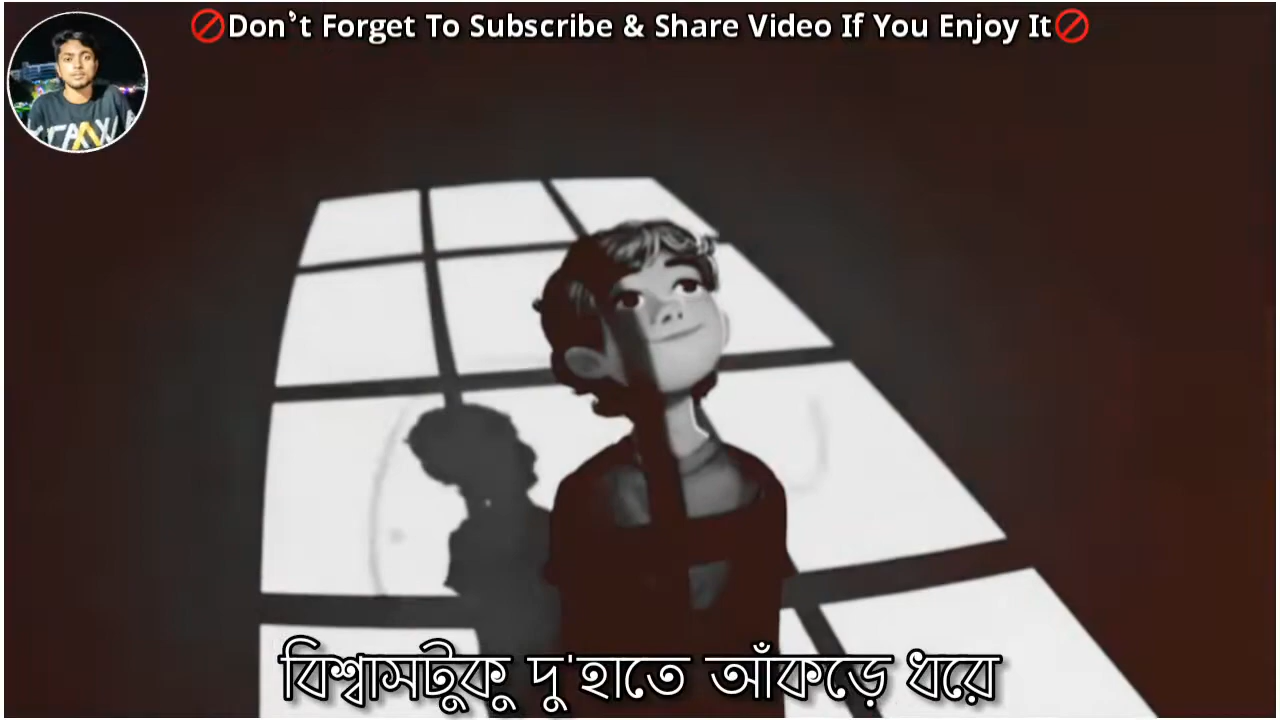 🚫Don't Forget To Subscribe & Share Video If You Enjoy It🚫
বিশ্বাসটুকু দু'হাতে আঁকড়ে ধরে